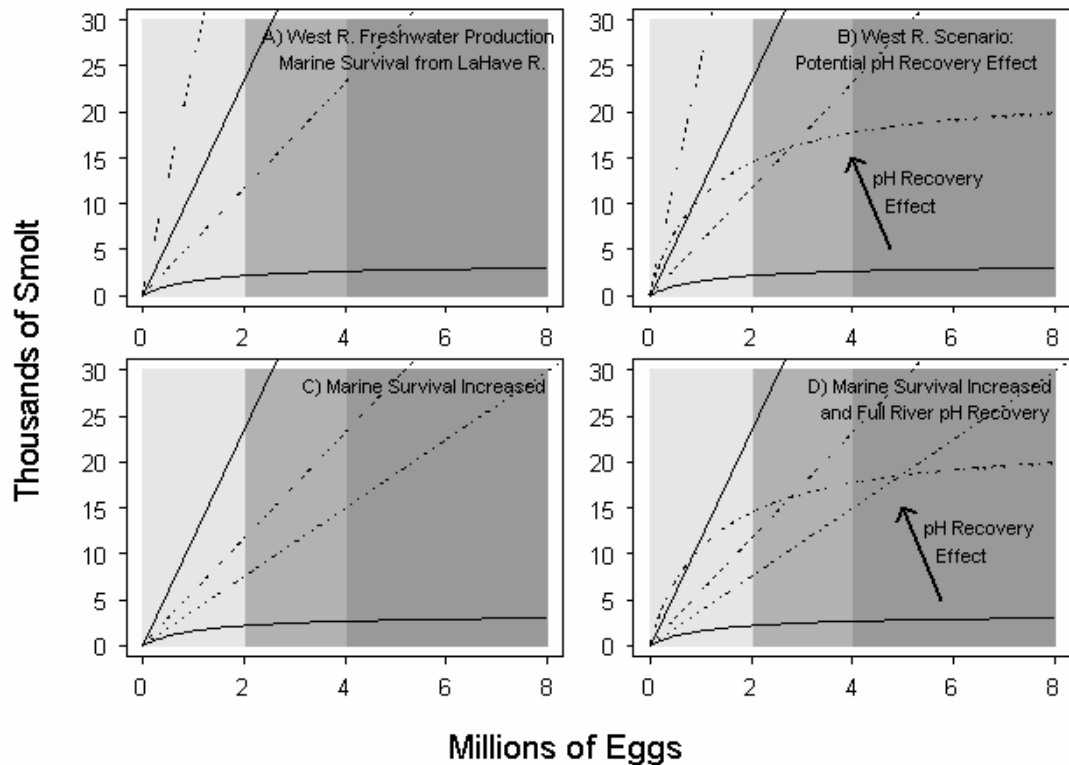 Thousands of Smolt
30
25
20
15
10
5
0
A) West R. Freshwater Production
Marine Survival from LaHave R.
0 2 4 6 8
30
25
20
15
10
5
0
B) West R. Scenario:
Potential pH Recovery Effect
pH Recovery
Effect
0 2 4 6 8
30
25
20
15
10
5
0
C) Marine Survival Increased
0 2 4 6 8
30
25
20
15
10
5
0
D) Marine Survival Increased
and Full River pH Recovery
pH Recovery
Effect
0 2 4 6 8
Millions of Eggs